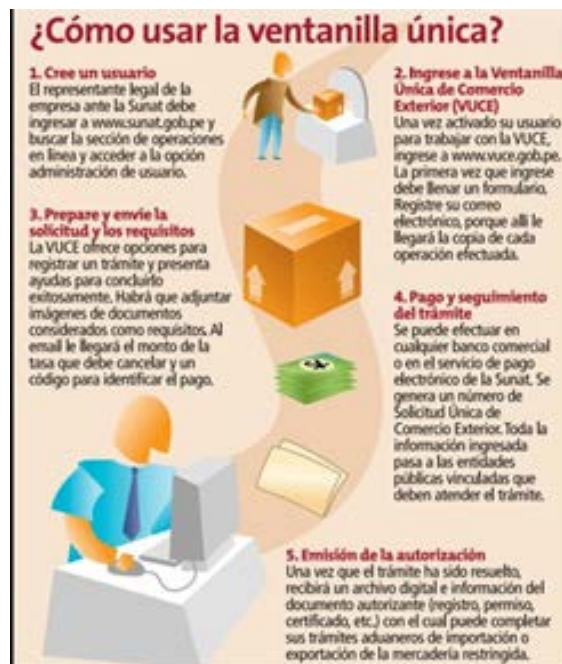 ¿Cómo usar la ventanilla única?
1. Cree un usuario
El representante legal de la
empresa ante la Sunat debe
ingresar a www.sunat.gob.pe y
buscar la sección de operaciones
en línea y acceder a la opción
administración de usuario.
2. Ingrese a la Ventanilla
Única de Comercio
Exterior (VUCE)
Una vez activado su usuario
para trabajar con la VUCE,
ingrese a www.vuce.gob.pe.
La primera vez que ingrese
debe llenar un formulario.
Registre su correo
electrónico, porque allí le
llegará la copia de cada
operación efectuada.
3. Prepare y envíe la
solicitud y los requisitos
La VUCE ofrece opciones para
registrar un trámite y presenta
ayudas para concluirlo
exitosamente. Habrá que adjuntar
imágenes de documentos
considerados como requisitos. Al
email le llegará el monto de la
tasa que debe cancelar y un
código para identificar el pago.
4. Pago y seguimiento
del trámite
Se puede efectuar en
cualquier banco comercial
o en el servicio de pago
electrónico de la Sunat. Se
genera un número de
Solicitud Única de
Comercio Exterior. Toda la
información ingresada
pasa a las entidades
públicas vinculadas que
deben atender el trámite.
5. Emisión de la autorización
Una vez que el trámite ha sido resuelto,
recibirá un archivo digital e información del
documento autorizante (registro, permiso,
certificado, etc.) con el cual puede completar
sus trámites aduaneros de importación o
exportación de la mercadería restringida.